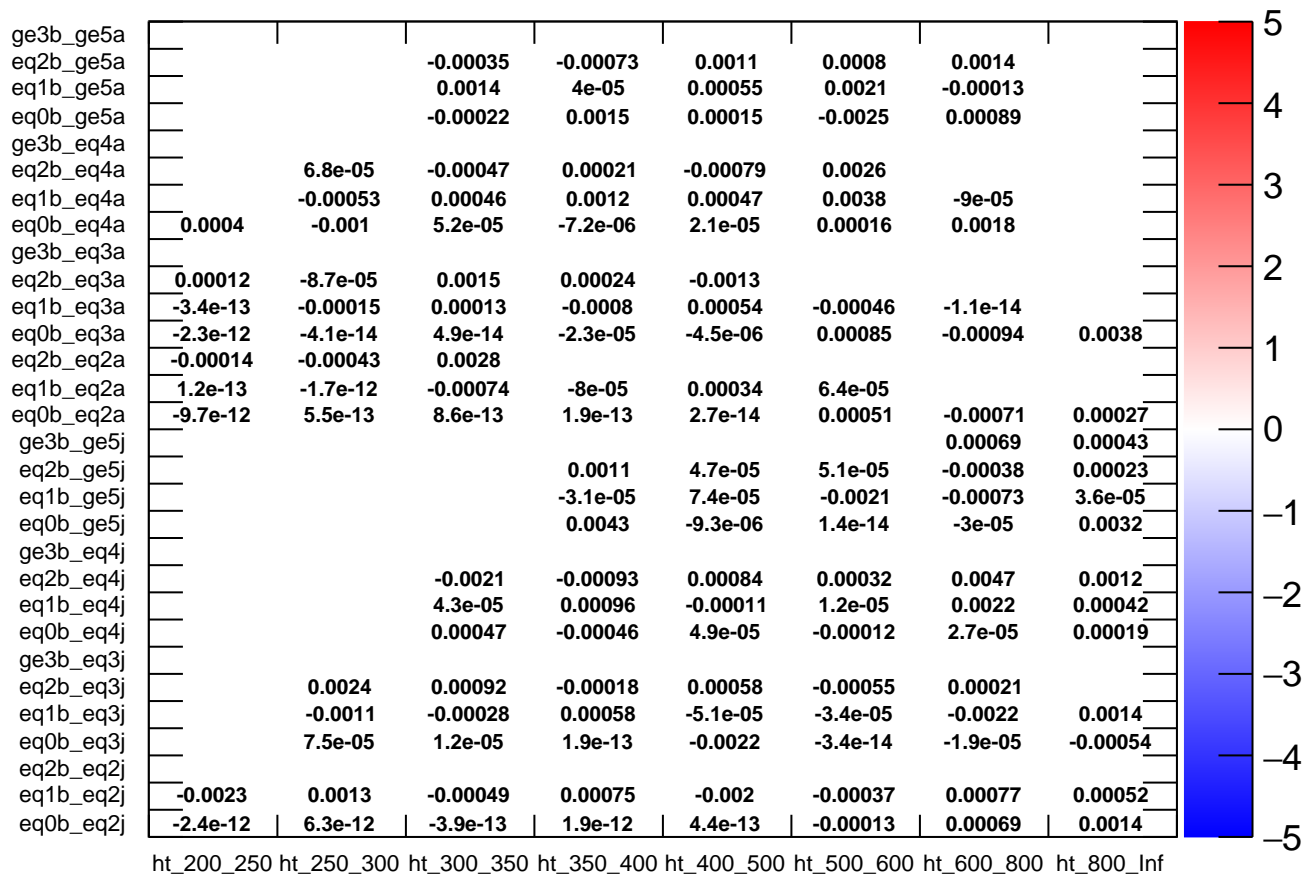 ge3b_ge5a
eq2b_ge5a -0.00035 -0.00073 0.0011 0.0008 0.0014
eq1b_ge5a 0.0014 4e-05 0.00055 0.0021 -0.00013
eq0b_ge5a -0.00022 0.0015 0.00015 -0.0025 0.00089
ge3b_eq4a
eq2b_eq4a 6.8e-05 -0.00047 0.00021 -0.00079 0.0026
eq1b_eq4a -0.00053 0.00046 0.0012 0.00047 0.0038 -9e-05
eq0b_eq4a 0.0004 -0.001 5.2e-05 -7.2e-06 2.1e-05 0.00016 0.0018
ge3b_eq3a
eq2b_eq3a 0.00012 -8.7e-05 0.0015 0.00024 -0.0013
eq1b_eq3a -3.4e-13 -0.00015 0.00013 -0.0008 0.00054 -0.00046 -1.1e-14
eq0b_eq3a -2.3e-12 -4.1e-14 4.9e-14 -2.3e-05 -4.5e-06 0.00085 -0.00094 0.0038
eq2b_eq2a -0.00014 -0.00043 0.0028
eq1b_eq2a 1.2e-13 -1.7e-12 -0.00074 -8e-05 0.00034 6.4e-05
eq0b_eq2a -9.7e-12 5.5e-13 8.6e-13 1.9e-13 2.7e-14 0.00051 -0.00071 0.00027
ge3b_ge5j 0.00069 0.00043
eq2b_ge5j 0.0011 4.7e-05 5.1e-05 -0.00038 0.00023
eq1b_ge5j -3.1e-05 7.4e-05 -0.0021 -0.00073 3.6e-05
eq0b_ge5j 0.0043 -9.3e-06 1.4e-14 -3e-05 0.0032
ge3b_eq4j
eq2b_eq4j -0.0021 -0.00093 0.00084 0.00032 0.0047 0.0012
eq1b_eq4j 4.3e-05 0.00096 -0.00011 1.2e-05 0.0022 0.00042
eq0b_eq4j 0.00047 -0.00046 4.9e-05 -0.00012 2.7e-05 0.00019
ge3b_eq3j
eq2b_eq3j 0.0024 0.00092 -0.00018 0.00058 -0.00055 0.00021
eq1b_eq3j -0.0011 -0.00028 0.00058 -5.1e-05 -3.4e-05 -0.0022 0.0014
eq0b_eq3j 7.5e-05 1.2e-05 1.9e-13 -0.0022 -3.4e-14 -1.9e-05 -0.00054
eq2b_eq2j
eq1b_eq2j -0.0023 0.0013 -0.00049 0.00075 -0.002 -0.00037 0.00077 0.00052
eq0b_eq2j -2.4e-12 6.3e-12 -3.9e-13 1.9e-12 4.4e-13 -0.00013 0.00069 0.0014
ht_200_250 ht_250_300 ht_300_350 ht_350_400 ht_400_500 ht_500_600 ht_600_800 ht_800_Inf
5
4
3
2
1
0
−1
−2
−3
−4
−5